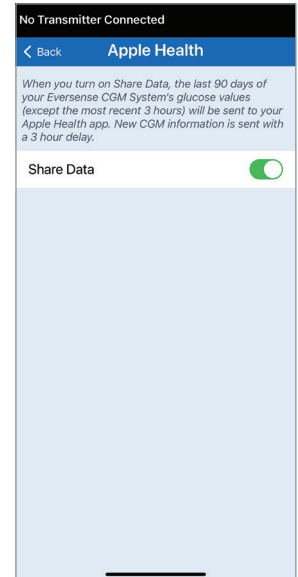 No Transmitter Connected
Back
Apple Health
When you turn on Share Data, the last 90 days of
your Eversense CGM System's glucose values
(except the most recent 3 hours) will be sent to your
Apple Health app. New CGM information is sent with
a 3 hour delay.
Share Data